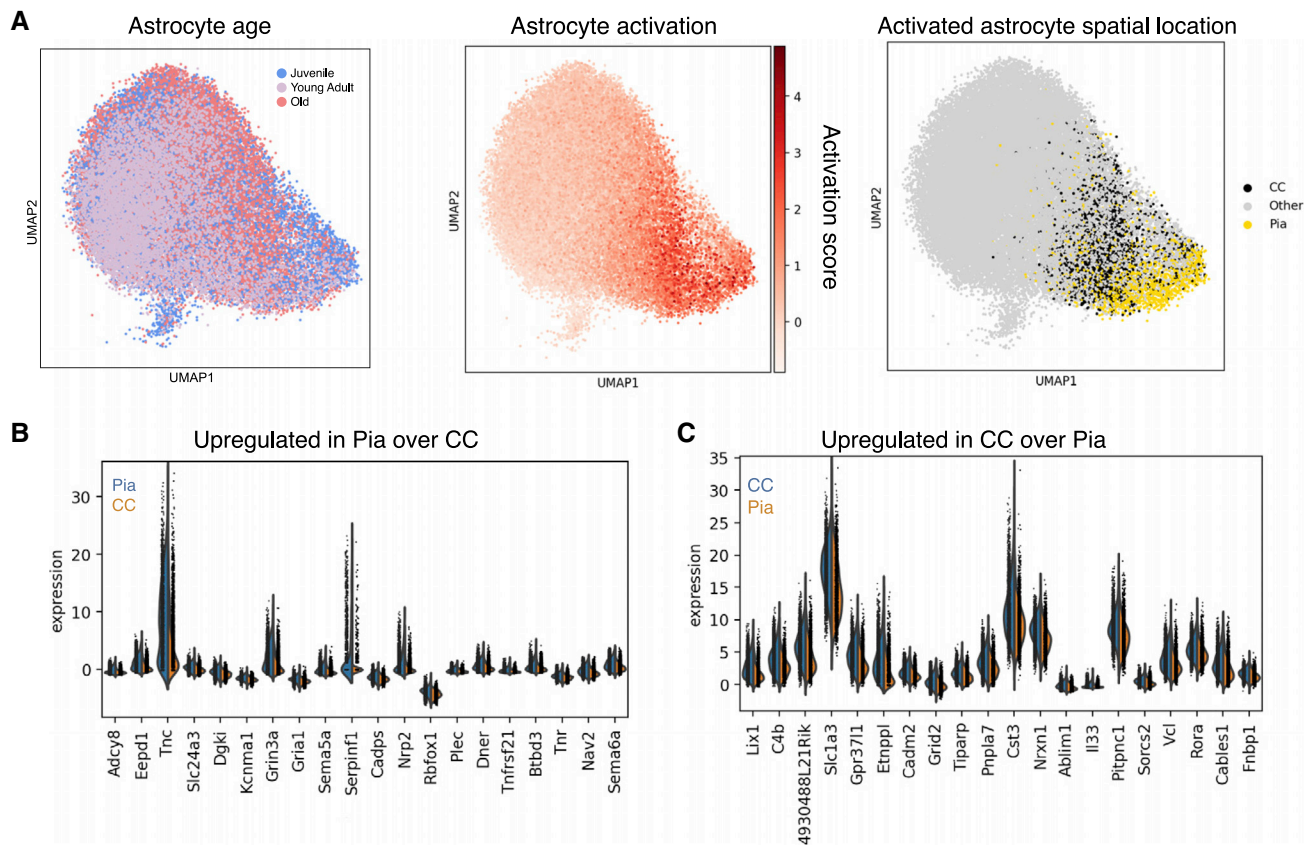 A
Astrocyte age
Juvenile
Young Adult
Old
UMAP2
UMAP1
Astrocyte activation
UMAP2
UMAP1
4
3
2
1
0
Activation score
Activated astrocyte spatial location
UMAP2
UMAP1
CC
Other
Pia
B
Upregulated in Pia over CC
Pia
CC
expression
30
20
10
0
Adcy8
Eepd1
Tnc
Slc24a3
Dgki
Kcnma1
Grin3a
Gria1
Sema5a
Serpinf1
Cadps
Nrp2
Rbfox1
Plec
Dner
Tnfrsf21
Btbd3
Tnr
Nav2
Sema6a
C
Upregulated in CC over Pia
CC
Pia
expression
35
30
25
20
15
10
5
0
Lix1
C4b
4930488L21Rik
Slc1a3
Gpr37l1
Etnppl
Cadm2
Grid2
Tiparp
Pnpla7
Cst3
Nrxn1
Ablim1
Il33
Pitpnc1
Sorcs2
Vcl
Rora
Cables1
Fnbp1